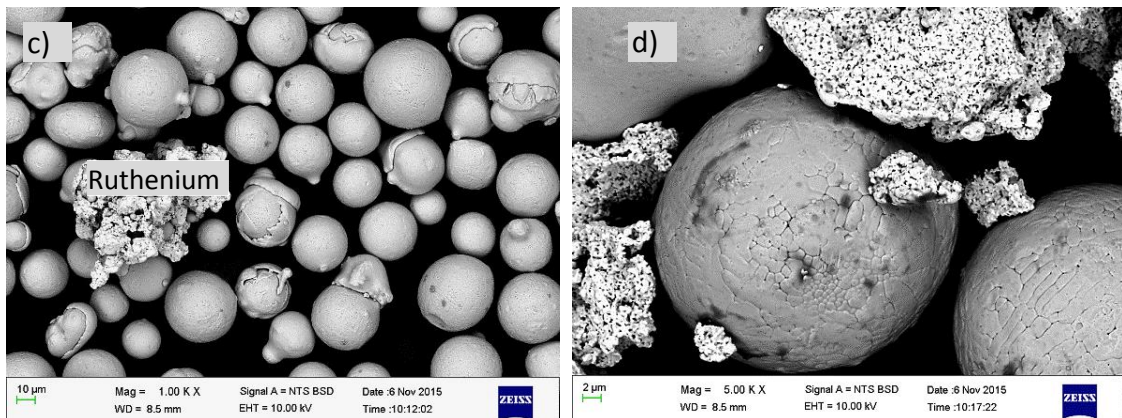 c)
Ruthenium
10 µm
Mag = 1.00 K X
WD = 8.5 mm
Signal A = NTS BSD
EHT = 10.00 kV
Date :6 Nov 2015
Time :10:12:02
ZEISS
d)
2 µm
Mag = 5.00 K X
WD = 8.5 mm
Signal A = NTS BSD
EHT = 10.00 kV
Date :6 Nov 2015
Time :10:17:22
ZEISS